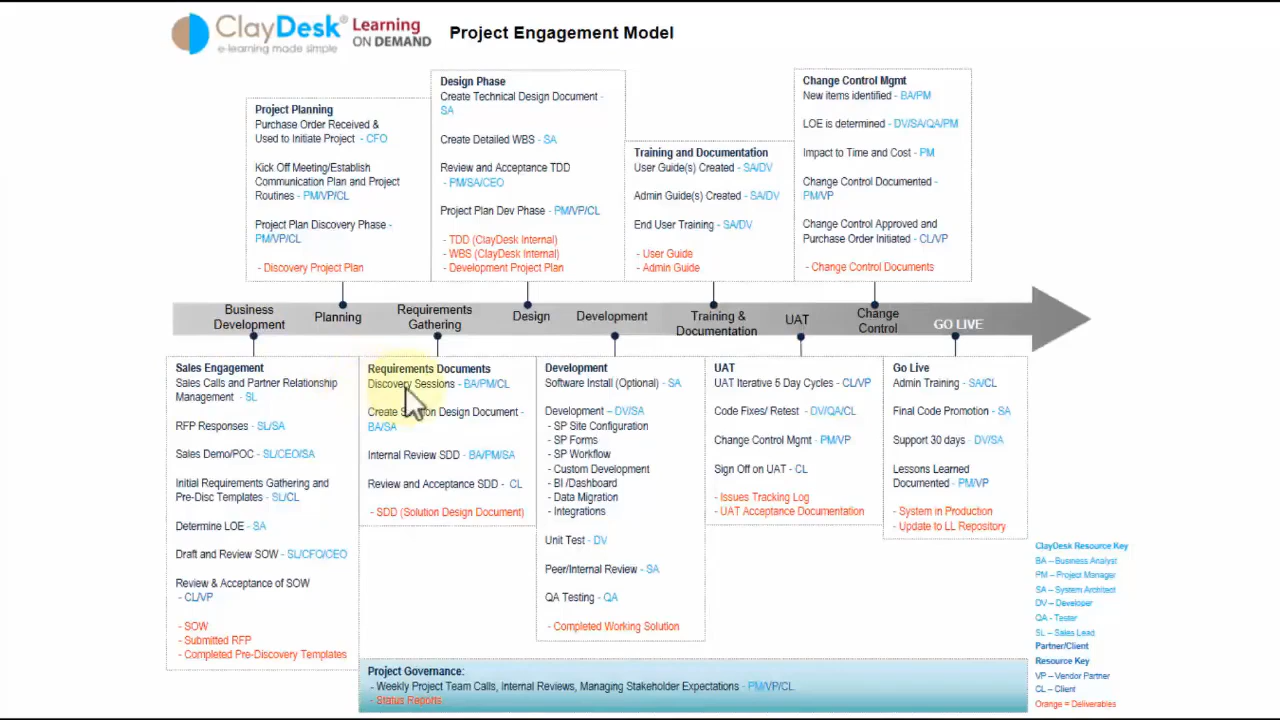 ClayDesk® Learning
e-learning made simple ON DEMAND
Project Engagement Model
Project Planning
Purchase Order Received &
Used to Initiate Project - CFO
Kick Off Meeting/Establish
Communication Plan and Project
Routines - PM/VP/CL
Project Plan Discovery Phase -
PM/VP/CL
- Discovery Project Plan
Design Phase
Create Technical Design Document -
SA
Create Detailed WBS - SA
Review and Acceptance TDD
- PM/SA/CEO
Project Plan Dev Phase - PM/VP/CL
- TDD (ClayDesk Internal)
- WBS (ClayDesk Internal)
- Development Project Plan
Training and Documentation
User Guide(s) Created - SA/DV
Admin Guide(s) Created - SA/DV
End User Training - SA/DV
- User Guide
- Admin Guide
Change Control Mgmt
New items identified - BA/PM
LOE is determined - DV/SA/QA/PM
Impact to Time and Cost - PM
Change Control Documented -
PM/VP
Change Control Approved and
Purchase Order Initiated - CL/VP
- Change Control Documents
Business
Development
Planning
Requirements
Gathering
Design
Development
Training &
Documentation
UAT
Change
Control
GO LIVE
Sales Engagement
Sales Calls and Partner Relationship
Management - SL
RFP Responses - SL/SA
Sales Demo/POC - SL/CEO/SA
Initial Requirements Gathering and
Pre-Disc Templates - SL/CL
Determine LOE - SA
Draft and Review SOW - SL/CFO/CEO
Review & Acceptance of SOW
- CL/VP
- SOW
- Submitted RFP
- Completed Pre-Discovery Templates
Requirements Documents
Discovery Sessions - BA/PM/CL
Create Solution Design Document -
BA/SA
Internal Review SDD - BA/PM/SA
Review and Acceptance SDD - CL
- SDD (Solution Design Document)
Development
Software Install (Optional) - SA
Development – DV/SA
- SP Site Configuration
- SP Forms
- SP Workflow
- Custom Development
- BI /Dashboard
- Data Migration
- Integrations
Unit Test - DV
Peer/Internal Review - SA
QA Testing - QA
- Completed Working Solution
UAT
UAT Iterative 5 Day Cycles - CL/VP
Code Fixes/ Retest - DV/QA/CL
Change Control Mgmt - PM/VP
Sign Off on UAT - CL
- Issues Tracking Log
- UAT Acceptance Documentation
Go Live
Admin Training - SA/CL
Final Code Promotion - SA
Support 30 days - DV/SA
Lessons Learned
Documented - PM/VP
- System in Production
- Update to LL Repository
ClayDesk Resource Key
BA – Business Analyst
PM – Project Manager
SA – System Architect
DV – Developer
QA - Tester
SL – Sales Lead
Partner/Client
Resource Key
VP – Vendor Partner
CL – Client
Orange = Deliverables
Project Governance:
- Weekly Project Team Calls, Internal Reviews, Managing Stakeholder Expectations - PM/VP/CL
- Status Reports